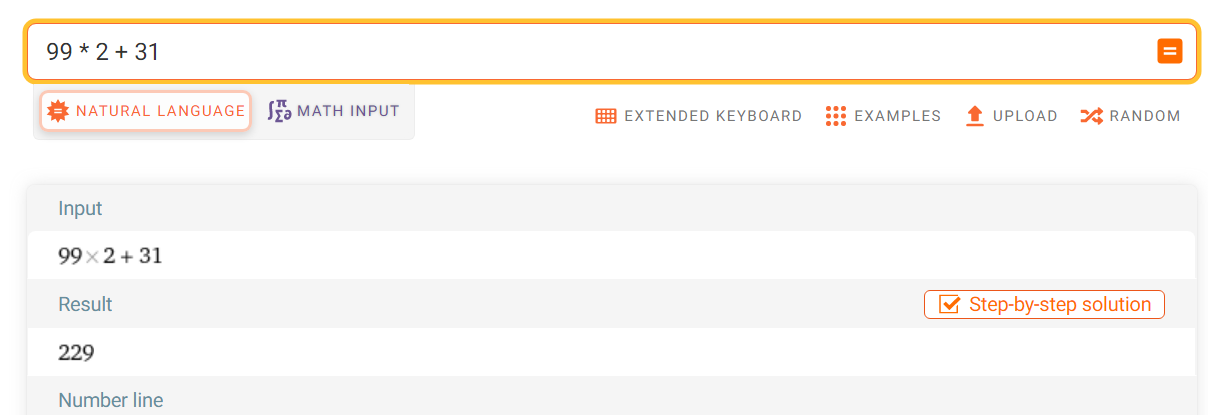 99 * 2 + 31
NATURAL LANGUAGE MATH INPUT EXTENDED KEYBOARD EXAMPLES UPLOAD RANDOM
Input
99 × 2 + 31
Result Step-by-step solution
229
Number line